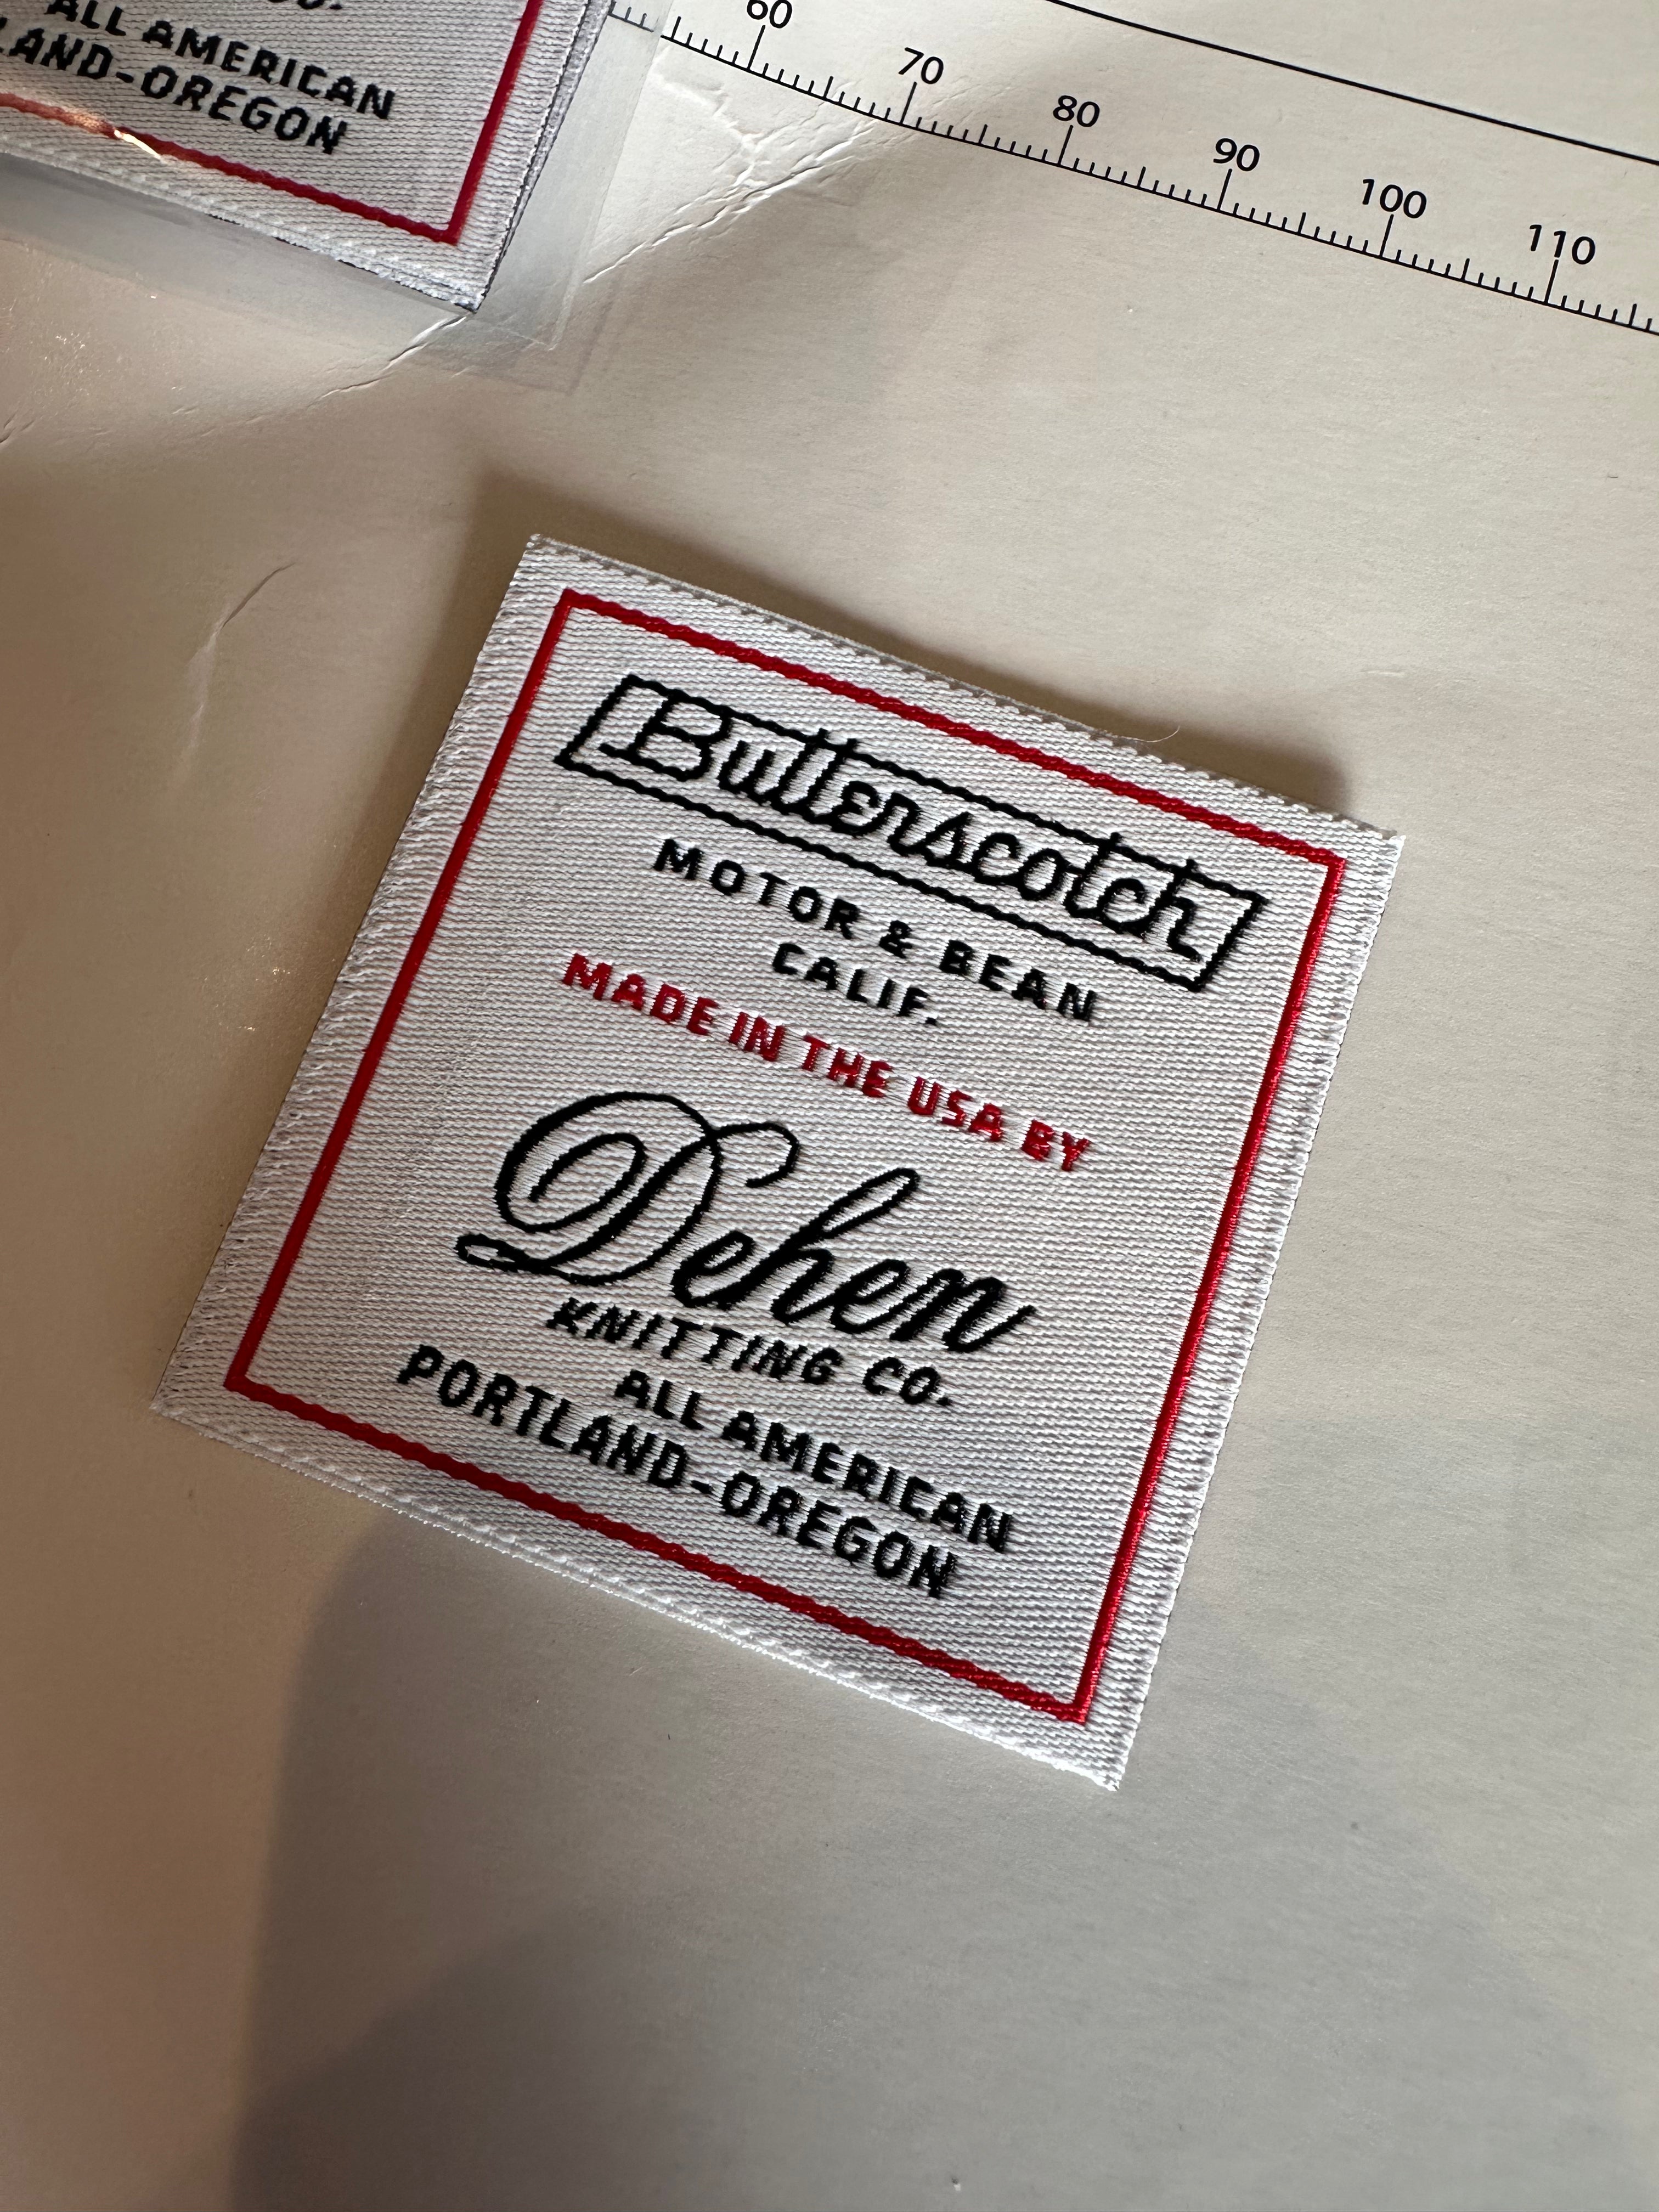 ALL AMERICAN
LAND-OREGON
60
70
80
90
100
110
Butterscotch
MOTOR & BEAN
CALIF.
MADE IN THE USA BY
Dehen
KNITTING CO.
ALL AMERICAN
PORTLAND-OREGON